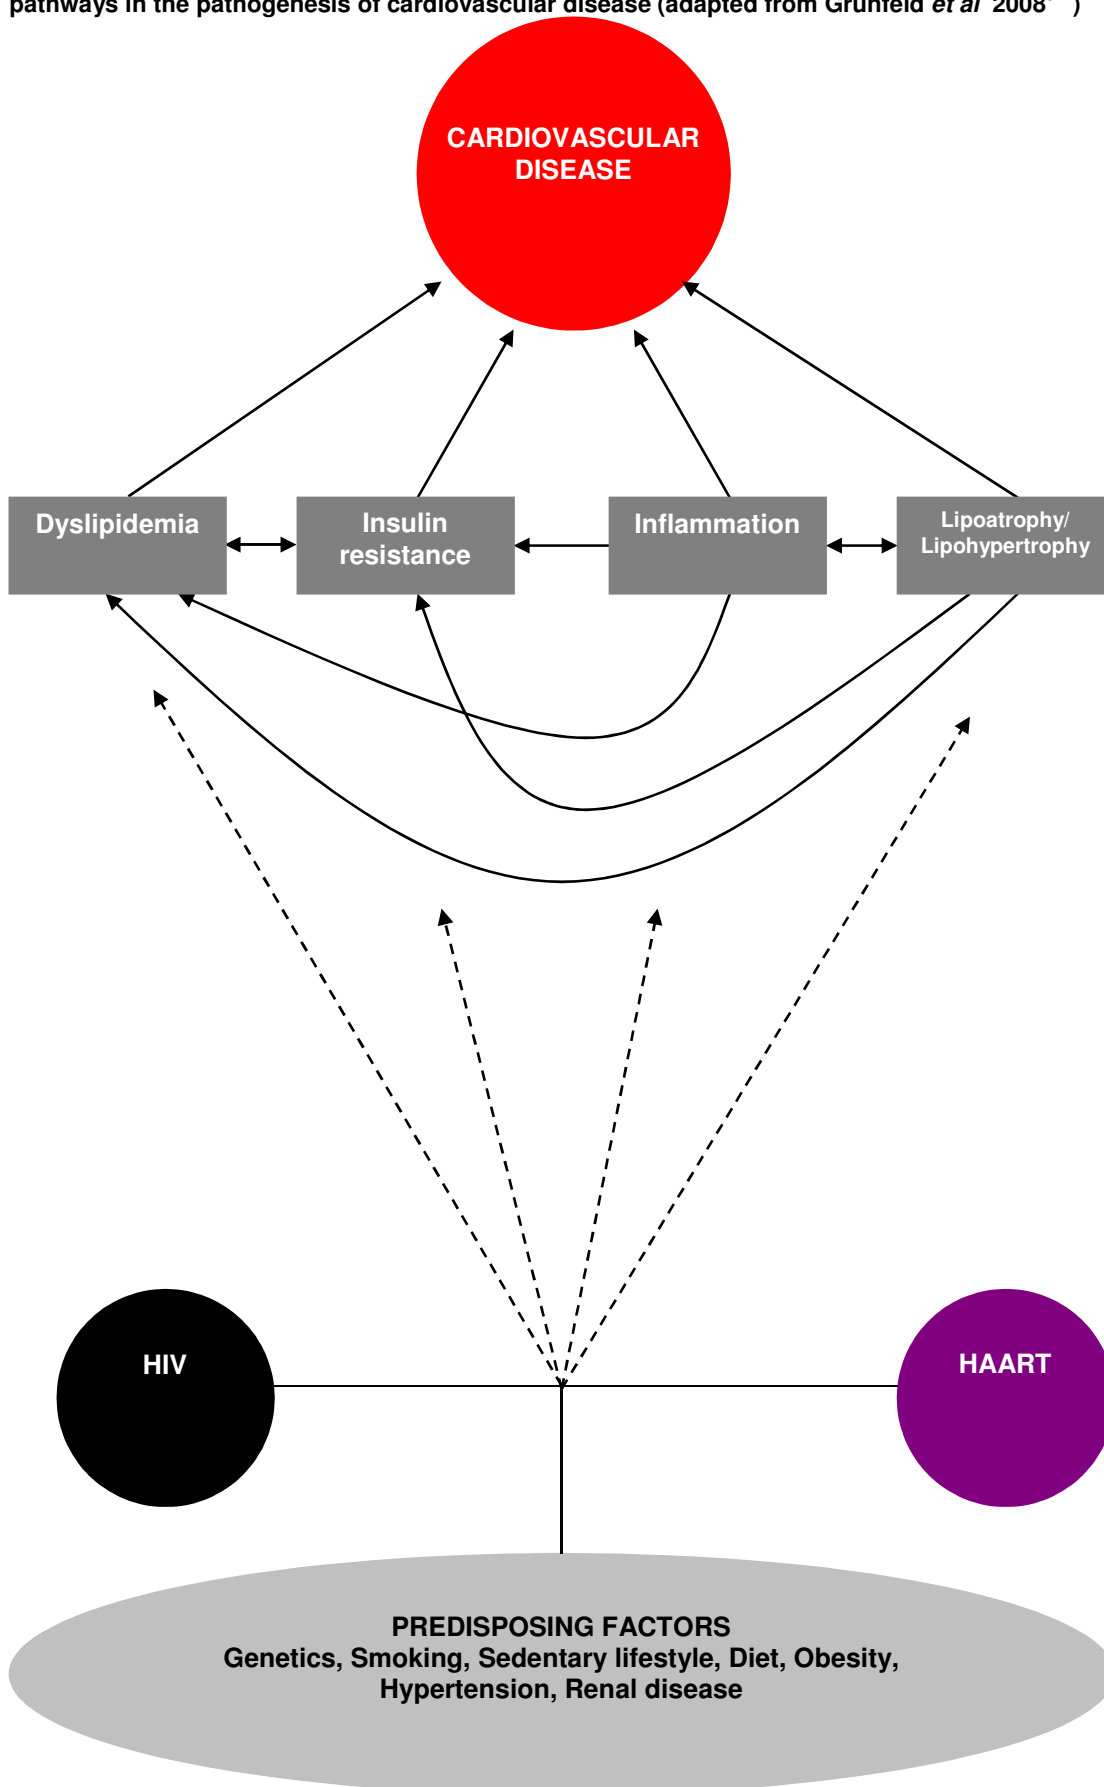 pathways in the pathogenesis of cardiovascular disease (adapted from Grunfeld et al 2008 )
CARDIOVASCULAR
DISEASE
Dyslipidemia
Insulin
resistance
Inflammation
Lipoatrophy/
Lipohypertrophy
HIV
HAART
PREDISPOSING FACTORS
Genetics, Smoking, Sedentary lifestyle, Diet, Obesity,
Hypertension, Renal disease